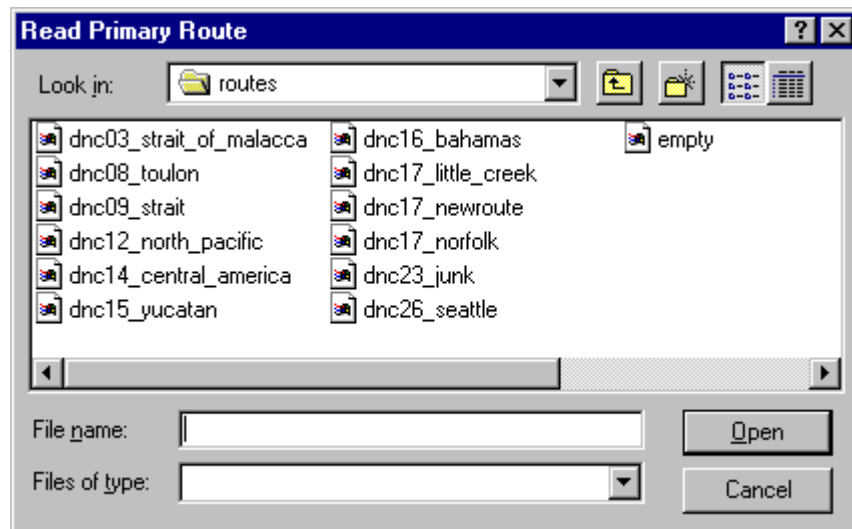 Read Primary Route
Look in:
routes
dnc03_strait_of_malacca
dnc08_toulon
dnc09_strait
dnc12_north_pacific
dnc14_central_america
dnc15_yucatan
dnc16_bahamas
dnc17_little_creek
dnc17_newroute
dnc17_norfolk
dnc23_junk
dnc26_seattle
empty
File name:
Open
Files of type:
Cancel